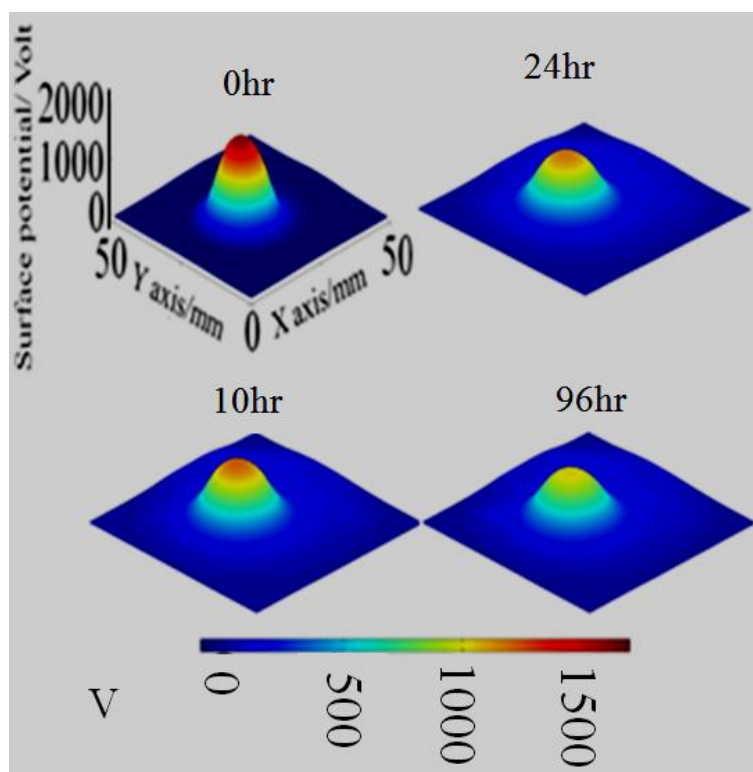 Surface potential/ Volt
2000
1000
0
0hr
24hr
50
Y axis/mm
0
X axis/mm
50
10hr
96hr
V
0
500
1000
1500